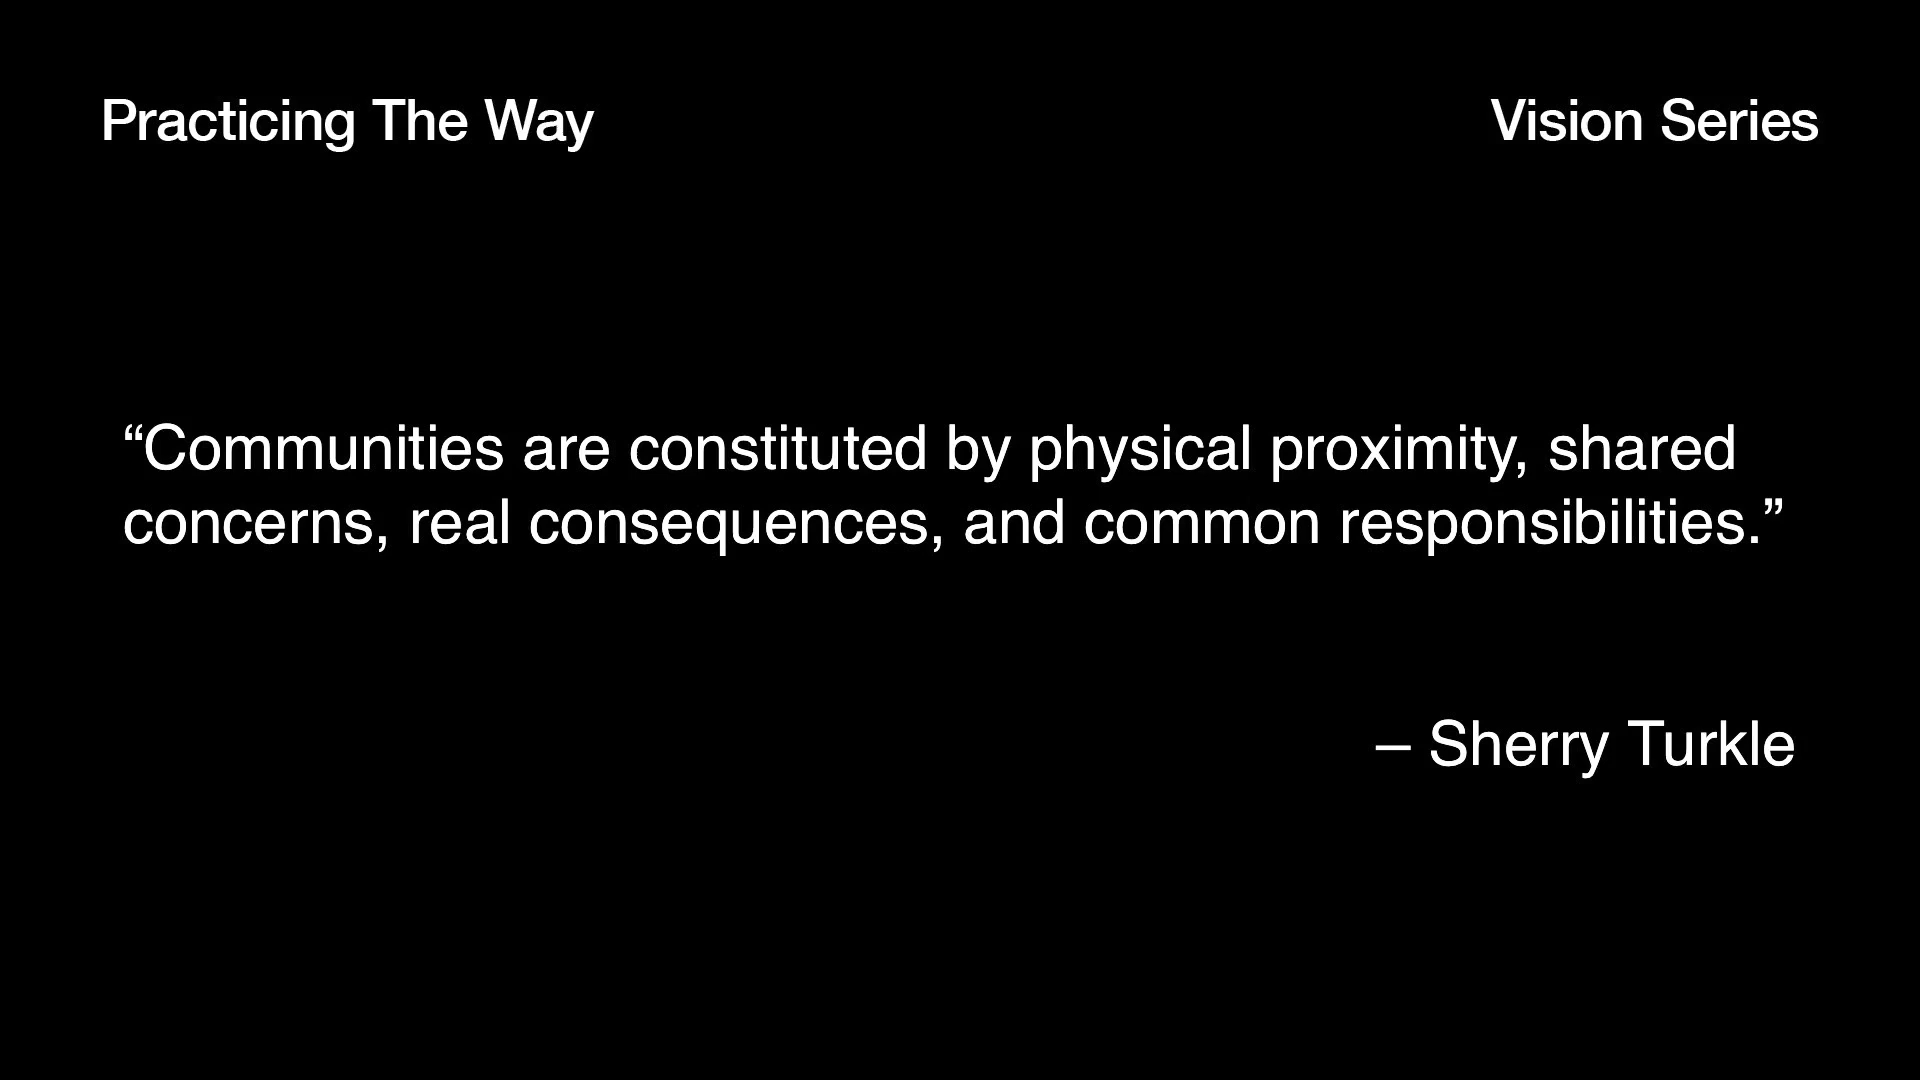 Practicing The Way
Vision Series
“Communities are constituted by physical proximity, shared
concerns, real consequences, and common responsibilities.”
– Sherry Turkle